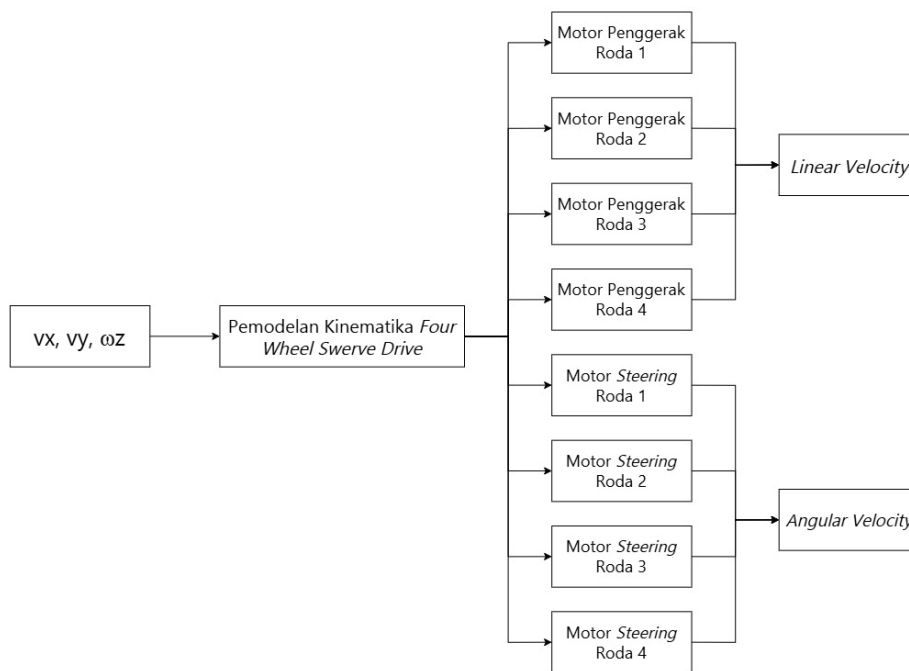 Motor Penggerak
Roda 1
Motor Penggerak
Roda 2
Linear Velocity
Motor Penggerak
Roda 3
Motor Penggerak
Roda 4
vx, vy, ωz
Pemodelan Kinematika Four
Wheel Swerve Drive
Motor Steering
Roda 1
Motor Steering
Roda 2
Angular Velocity
Motor Steering
Roda 3
Motor Steering
Roda 4